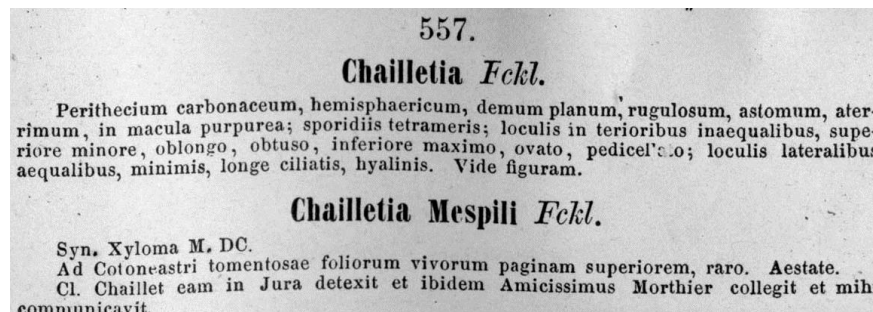 557.
Chailletia Fckl.
Perithecium carbonaceum, hemisphaericum, demum planum, rugulosum, astomum, ater-
rimum, in macula purpurea; sporidiis tetrameris; loculis in terioribus inaequalibus, supe-
riore minore, oblongo, obtuso, inferiore maximo, ovato, loculis lateralibus
aequalibus, minimis, longe ciliatis, hyalinis. Vide figuram.
Chailletia Mespili Fckl.
Syn. Xyloma M. DC.
Ad Cotoneastri tomentosae foliorum vivorum paginam superiorem, raro. Aestate.
Cl. Chaillet eam in Jura detexit et ibidem Amicissimus Morthier collegit et mih
communicavit